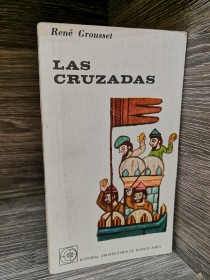 René Grousset
LAS
CRUZADAS
EDITORIAL UNIVERSITARIA DE BUENOS AIRES